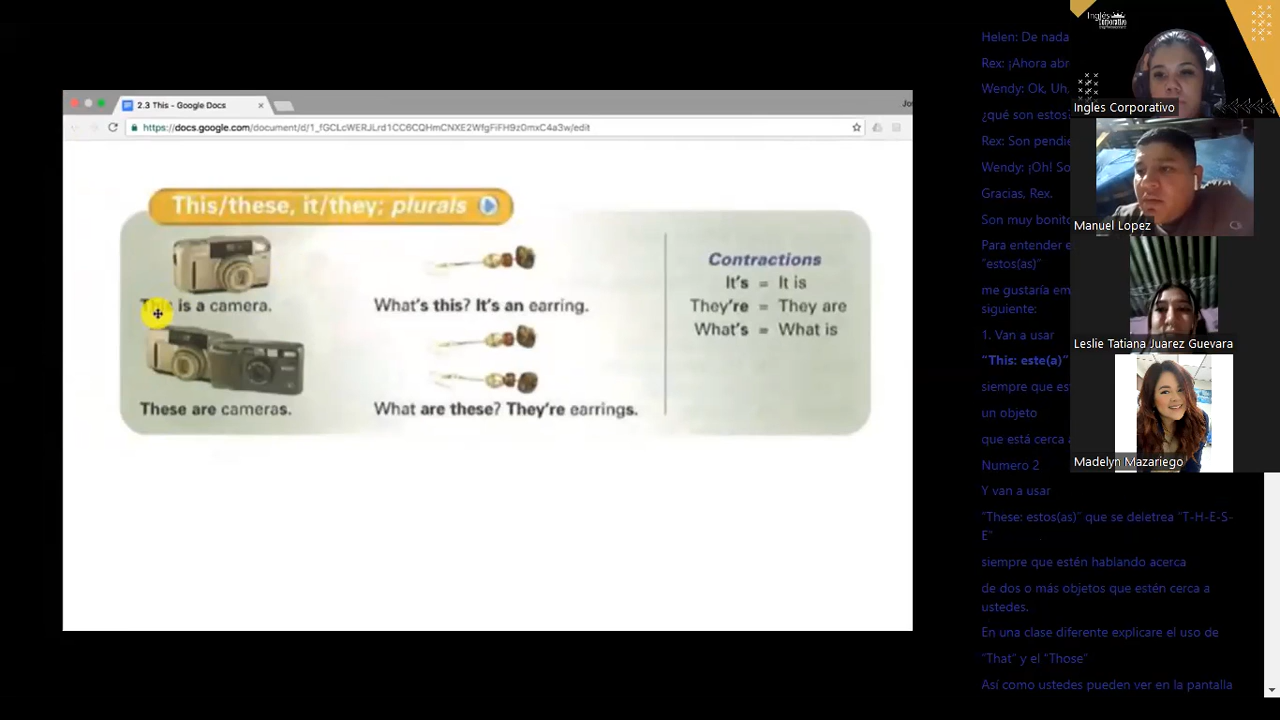 2.3 This - Google Docs
https://docs.google.com/document/d/1_fGCLcWERJLrd1CC6CQHmCNXE2WfgFiFH9z0mxC4a3w/edit
This/these, it/they; plurals
is a camera.
What's this? It's an earring.
These are cameras.
What are these? They're earrings.
Contractions
It's = It is
They're = They are
What's = What is
Helen: De nada
Rex: ¡Ahora
Wendy: Ok, Uh,
¿qué son estos
Rex: Son
Wendy: ¡Oh!
Gracias, Rex.
Son muy
Para entender
"estos(as)"
me gustaría
siguiente:
1. Van a usar
"This: este(a)"
siempre que
un objeto
que está cerca
Numero 2
Y van a usar
"These: estos(as)" que se deletrea "T-H-E-S-
E"
siempre que estén hablando acerca
de dos o más objetos que estén cerca a
ustedes.
En una clase diferente explicare el uso de
"That" y el "Those"
Así como ustedes pueden ver en la pantalla
Inglés
Corporativo
Ingles Corporativo
Manuel Lopez
Leslie Tatiana Juarez Guevara
Madelyn Mazariego